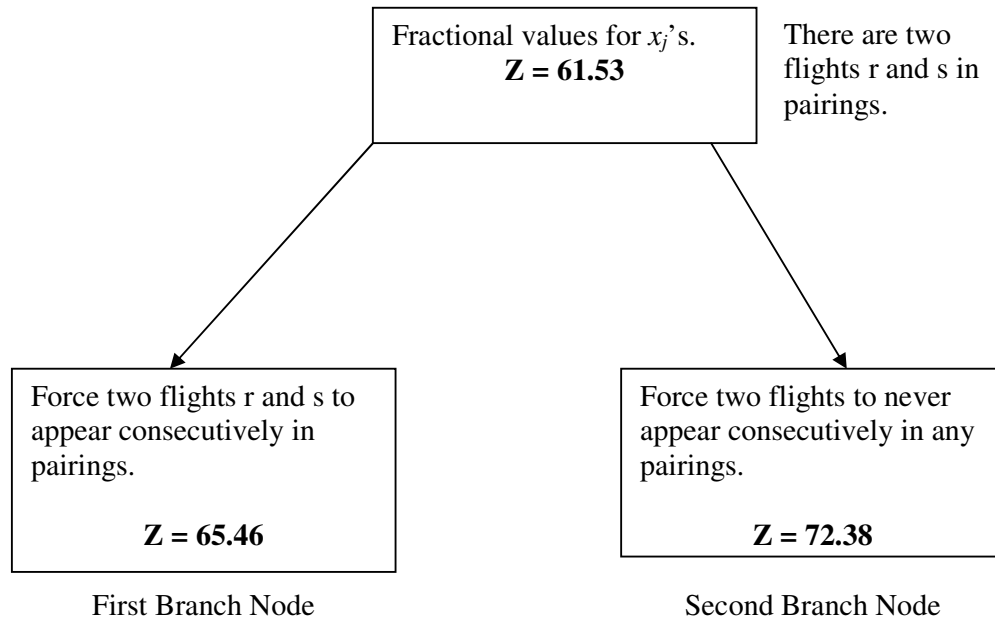 Fractional values for xj's.
Z = 61.53
There are two
flights r and s in
pairings.
Force two flights r and s to
appear consecutively in
pairings.
Z = 65.46
First Branch Node
Force two flights to never
appear consecutively in any
pairings.
Z = 72.38
Second Branch Node